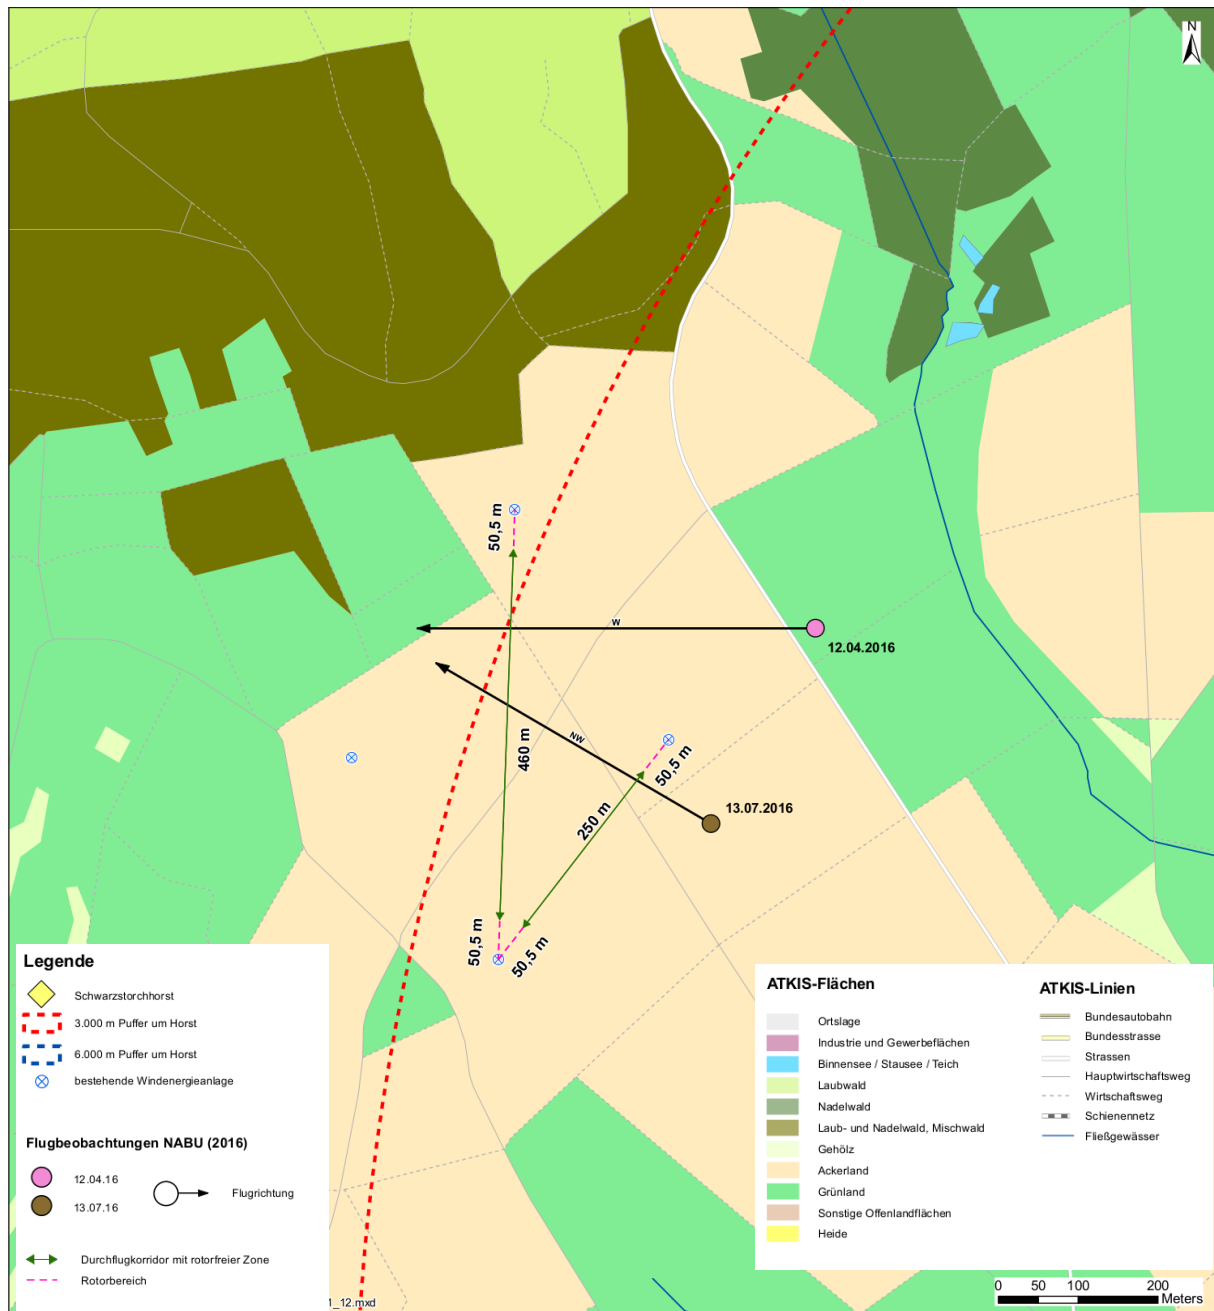 N
50,5 m
W
12.04.2016
NW
460 m
50,5 m
13.07.2016
250 m
50,5 m
50,5 m
Legende
Schwarzstorchhorst
3.000 m Puffer um Horst
6.000 m Puffer um Horst
bestehende Windenergieanlage
Flugbeobachtungen NABU (2016)
12.04.16
13.07.16
Flugrichtung
Durchflugkorridor mit rotorfreier Zone
Rotorbereich
1_12.mxd
ATKIS-Flächen
Ortslage
Industrie und Gewerbeflächen
Binnensee / Stausee / Teich
Laubwald
Nadelwald
Laub- und Nadelwald, Mischwald
Gehölz
Ackerland
Grünland
Sonstige Offenlandflächen
Heide
ATKIS-Linien
Bundesautobahn
Bundesstrasse
Strassen
Hauptwirtschaftsweg
Wirtschaftsweg
Schienennetz
Fließgewässer
0 50 100 200
Meters